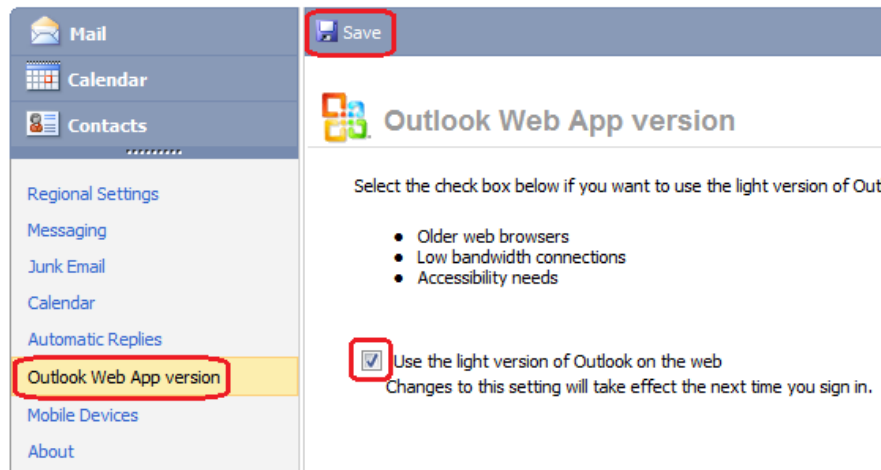 Mail
Save
Calendar
Contacts
Outlook Web App version
Select the check box below if you want to use the light version of
Regional Settings
Messaging
Junk Email
Calendar
Automatic Replies
Outlook Web App version
Mobile Devices
About
● Older web browsers
● Low bandwidth connections
● Accessibility needs
Use the light version of Outlook on the web
Changes to this setting will take effect the next time you sign in.